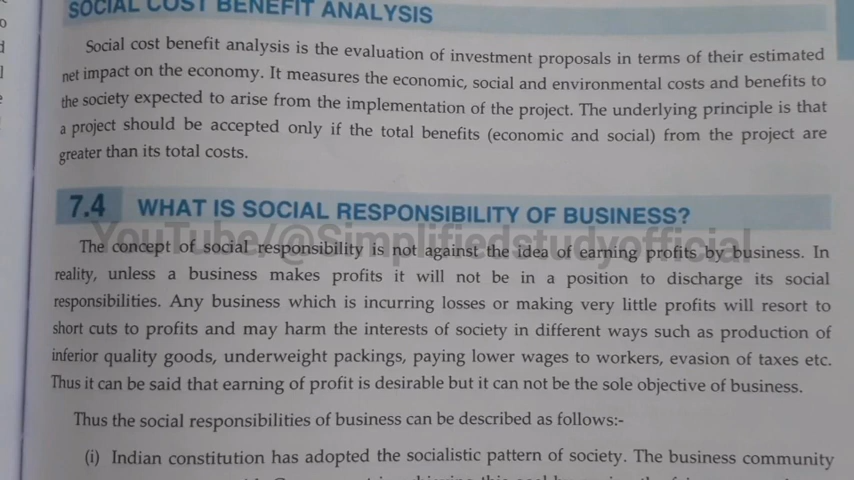 SOCIAL COST BENEFIT ANALYSIS
Social cost benefit analysis is the evaluation of investment proposals in terms of their estimated
net impact on the economy. It measures the economic, social and environmental costs and benefits to
the society expected to arise from the implementation of the project. The underlying principle is that
a project should be accepted only if the total benefits (economic and social) from the project are
greater than its total costs.
7.4 WHAT IS SOCIAL RESPONSIBILITY OF BUSINESS?
YouTube/@Simplifiedstudyofficial
The concept of social responsibility is not against the idea of earning profits by business. In
reality, unless a business makes profits it will not be in a position to discharge its social
responsibilities. Any business which is incurring losses or making very little profits will resort to
short cuts to profits and may harm the interests of society in different ways such as production of
inferior quality goods, underweight packings, paying lower wages to workers, evasion of taxes etc.
Thus it can be said that earning of profit is desirable but it can not be the sole objective of business.
Thus the social responsibilities of business can be described as follows:-
(i) Indian constitution has adopted the socialistic pattern of society. The business community